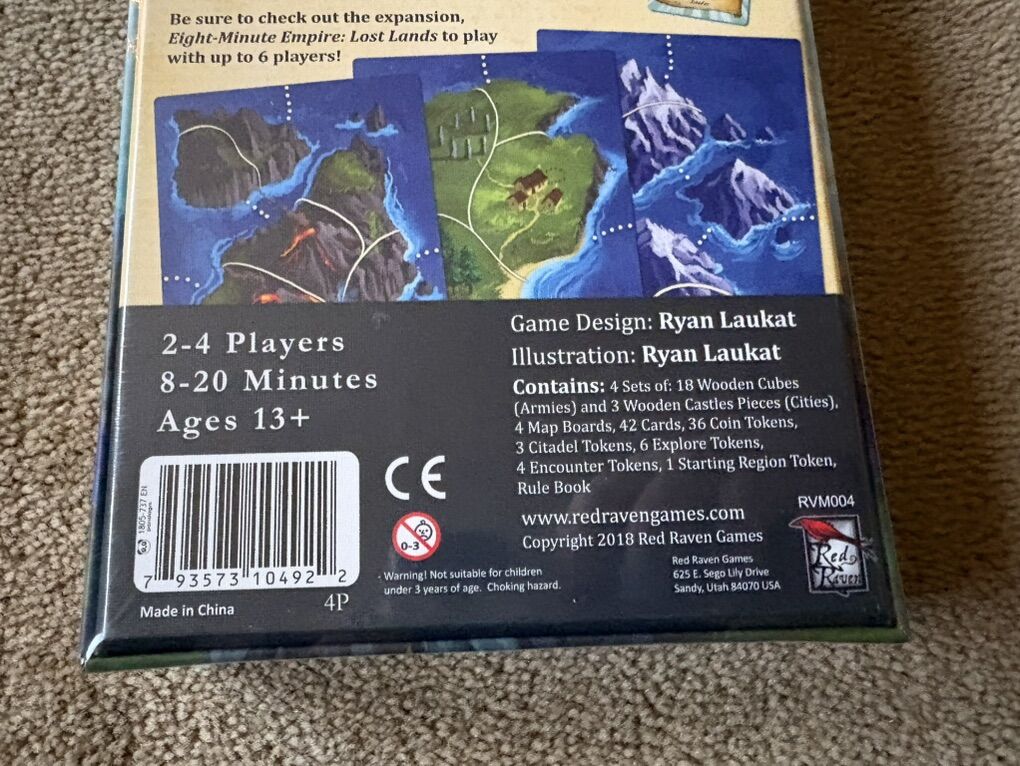 Be sure to check out the expansion,
Eight-Minute Empire: Lost Lands to play
with up to 6 players!
2-4 Players
8-20 Minutes
Ages 13+
Game Design: Ryan Laukat
Illustration: Ryan Laukat
Contains: 4 Sets of: 18 Wooden Cubes
(Armies) and 3 Wooden Castles Pieces (Cities),
4 Map Boards, 42 Cards, 36 Coin Tokens,
3 Citadel Tokens, 6 Explore Tokens,
4 Encounter Tokens, 1 Starting Region Token,
Rule Book
www.redravengames.com
Copyright 2018 Red Raven Games
RVM004
Red
Raven
Red Raven Games
625 E. Sego Lily Drive
Sandy, Utah 84070 USA
CE
0-3
- Warning! Not suitable for children
under 3 years of age. Choking hazard.
1805-737 EN
7 93573 10492 2
Made in China
4P